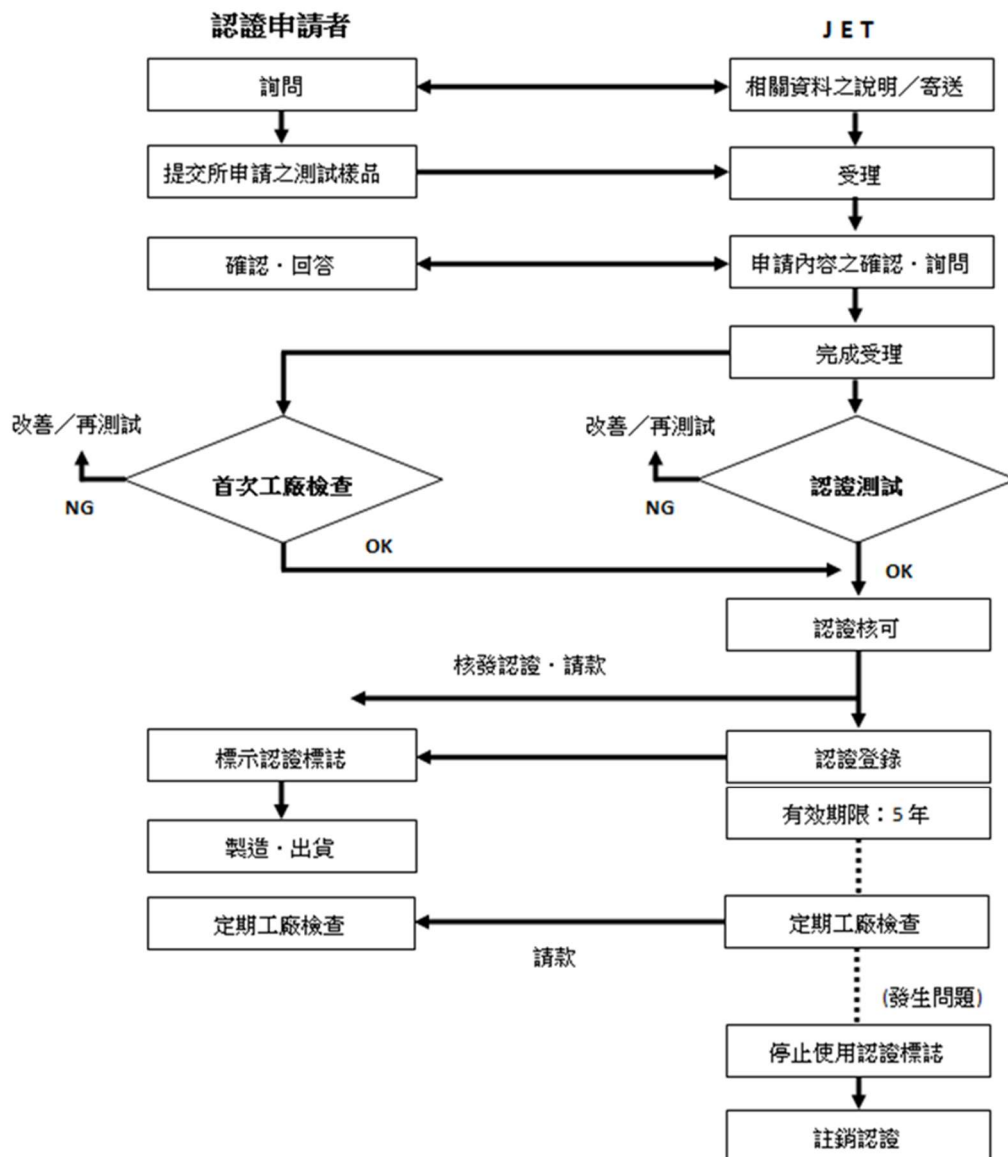 認證申請者
JET
詢問
相關資料之說明／寄送
提交所申請之測試樣品
受理
確認・回答
申請內容之確認・詢問
完成受理
改善／再測試
改善／再測試
首次工廠檢查
認證測試
NG
NG
OK
OK
認證核可
核發認證・請款
標示認證標誌
認證登錄
有效期限：5年
製造・出貨
定期工廠檢查
定期工廠檢查
請款
(發生問題)
停止使用認證標誌
註銷認證